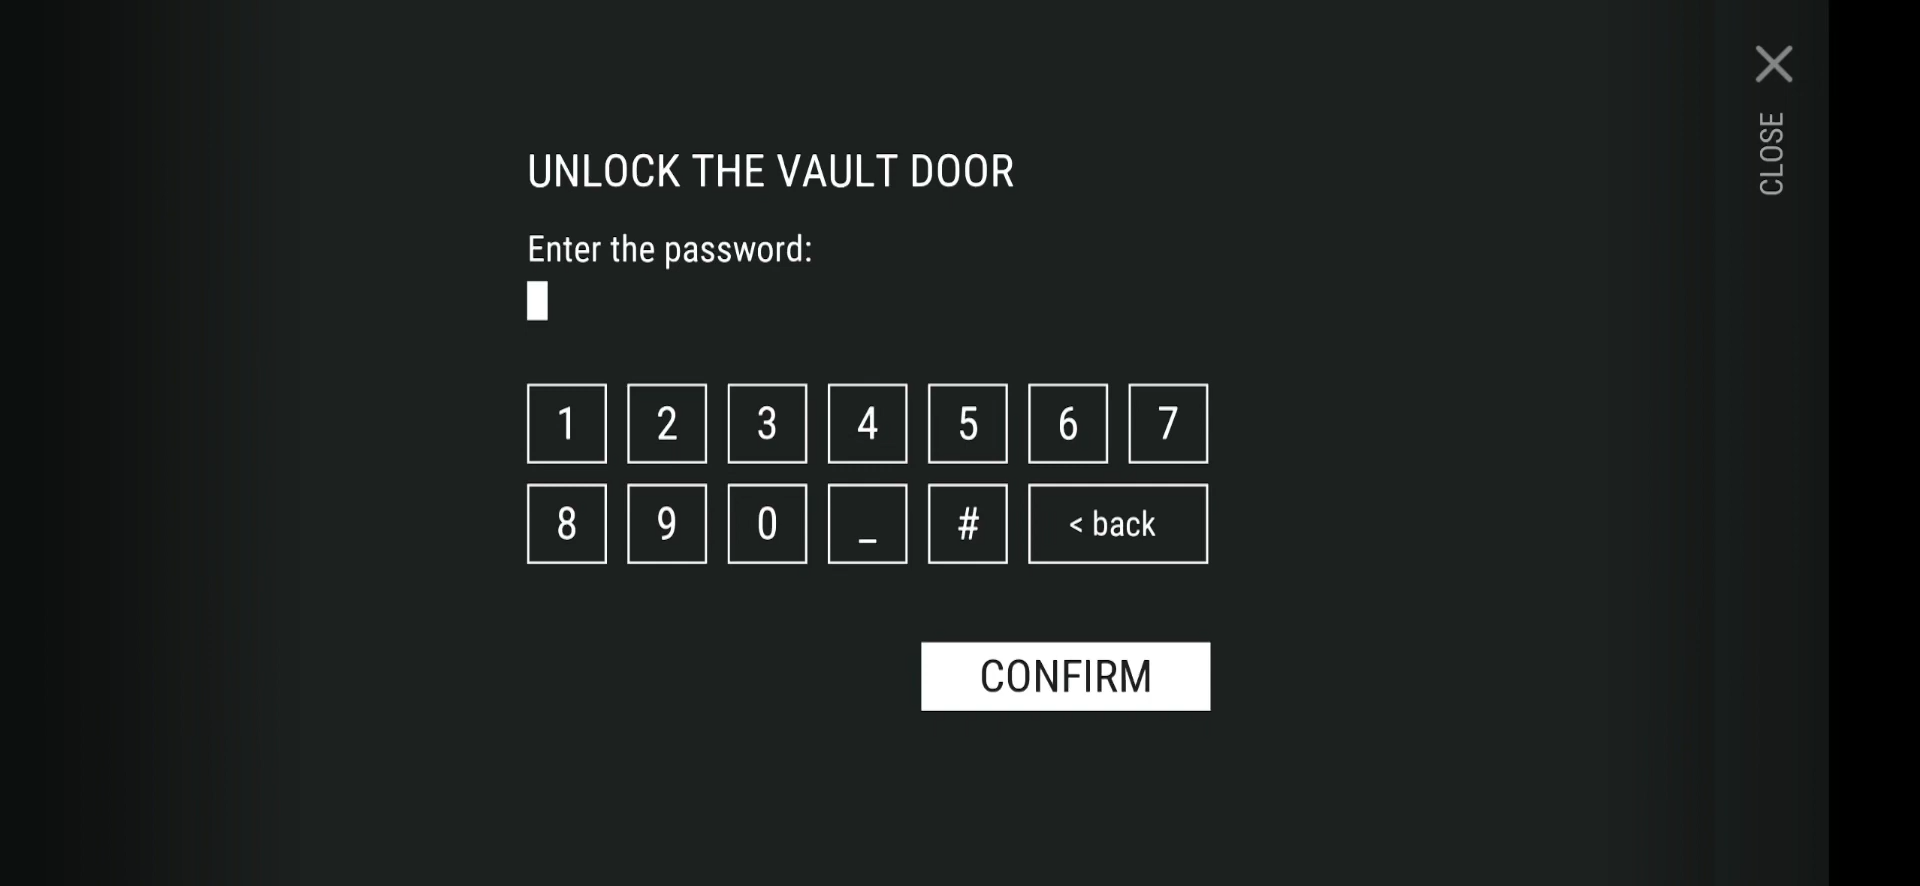 CLOSE
UNLOCK THE VAULT DOOR
Enter the password:
1 2 3 4 5 6 7
8 9 0 _ # < back
CONFIRM